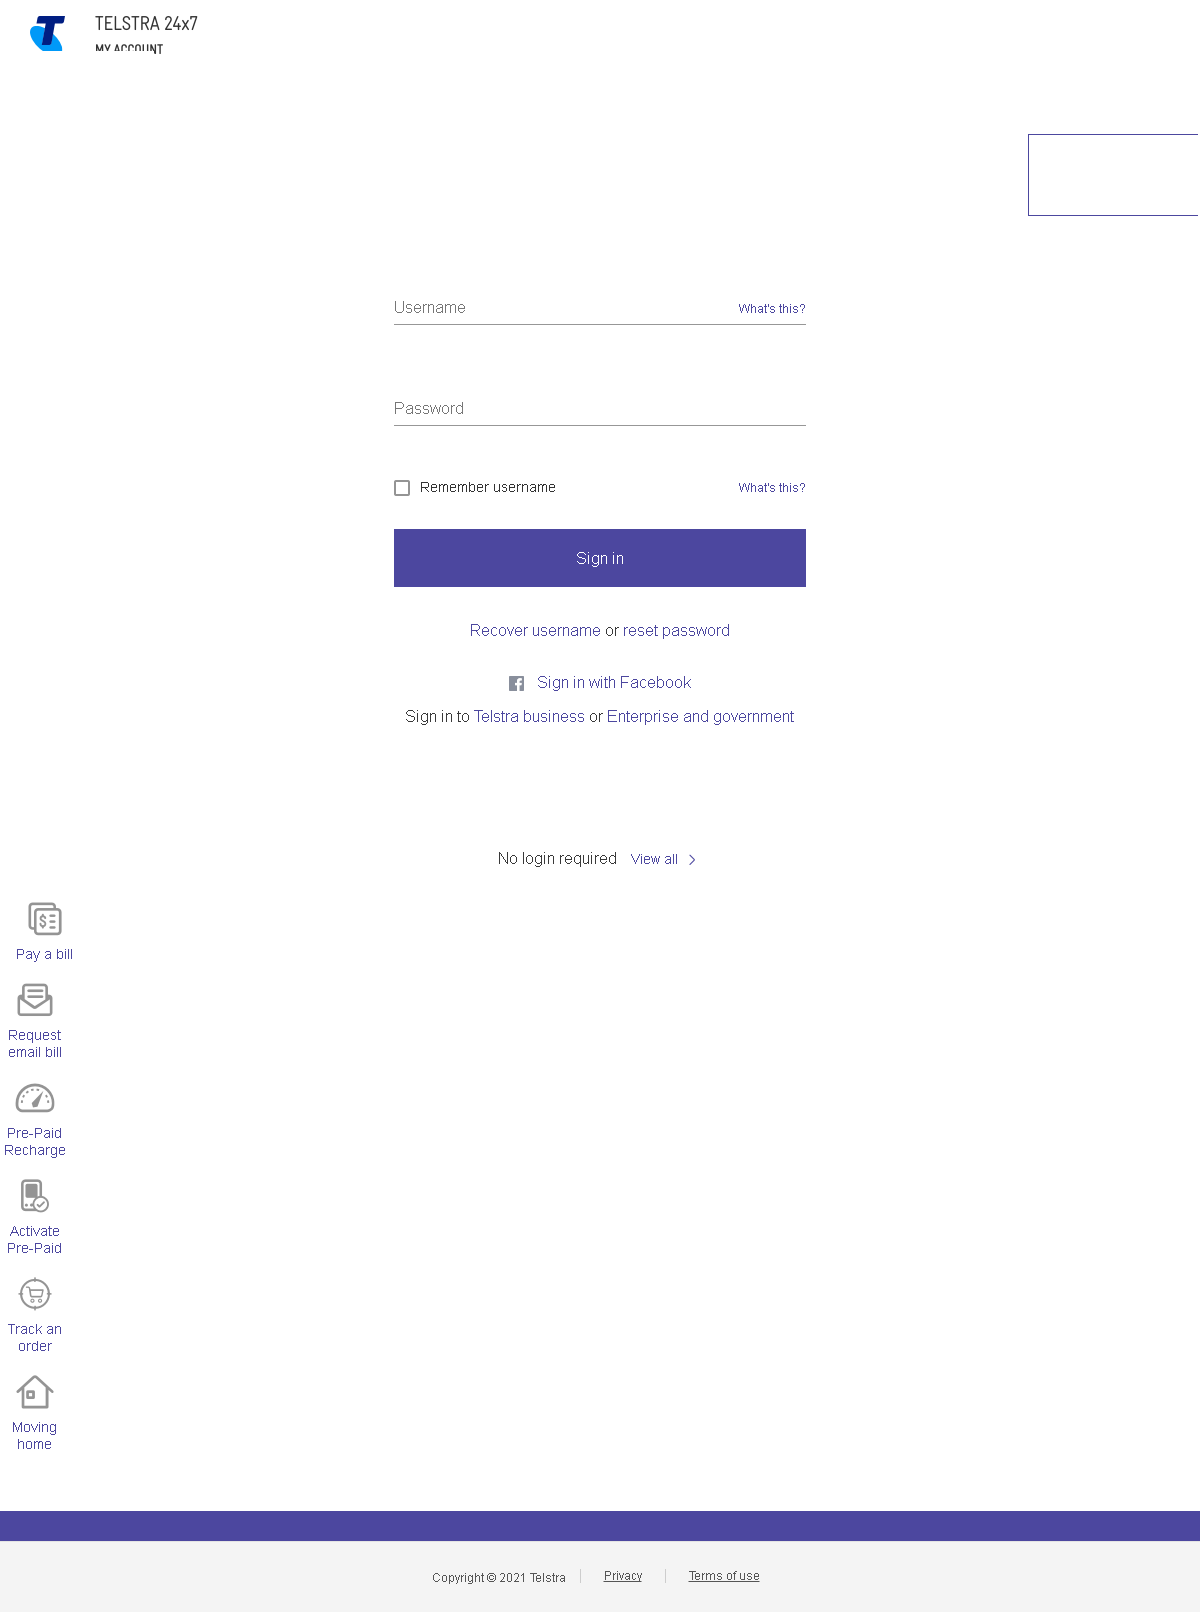 TELSTRA 24x7
MY ACCOUNT
Username What's this?
Password
Remember username What's this?
Sign in
Recover username or reset password
Sign in with Facebook
Sign in to Telstra business or Enterprise and government
No login required View all
Pay a bill
Request
email bill
Pre-Paid
Recharge
Activate
Pre-Paid
Track an
order
Moving
home
Copyright © 2021 Telstra Privacy Terms of use